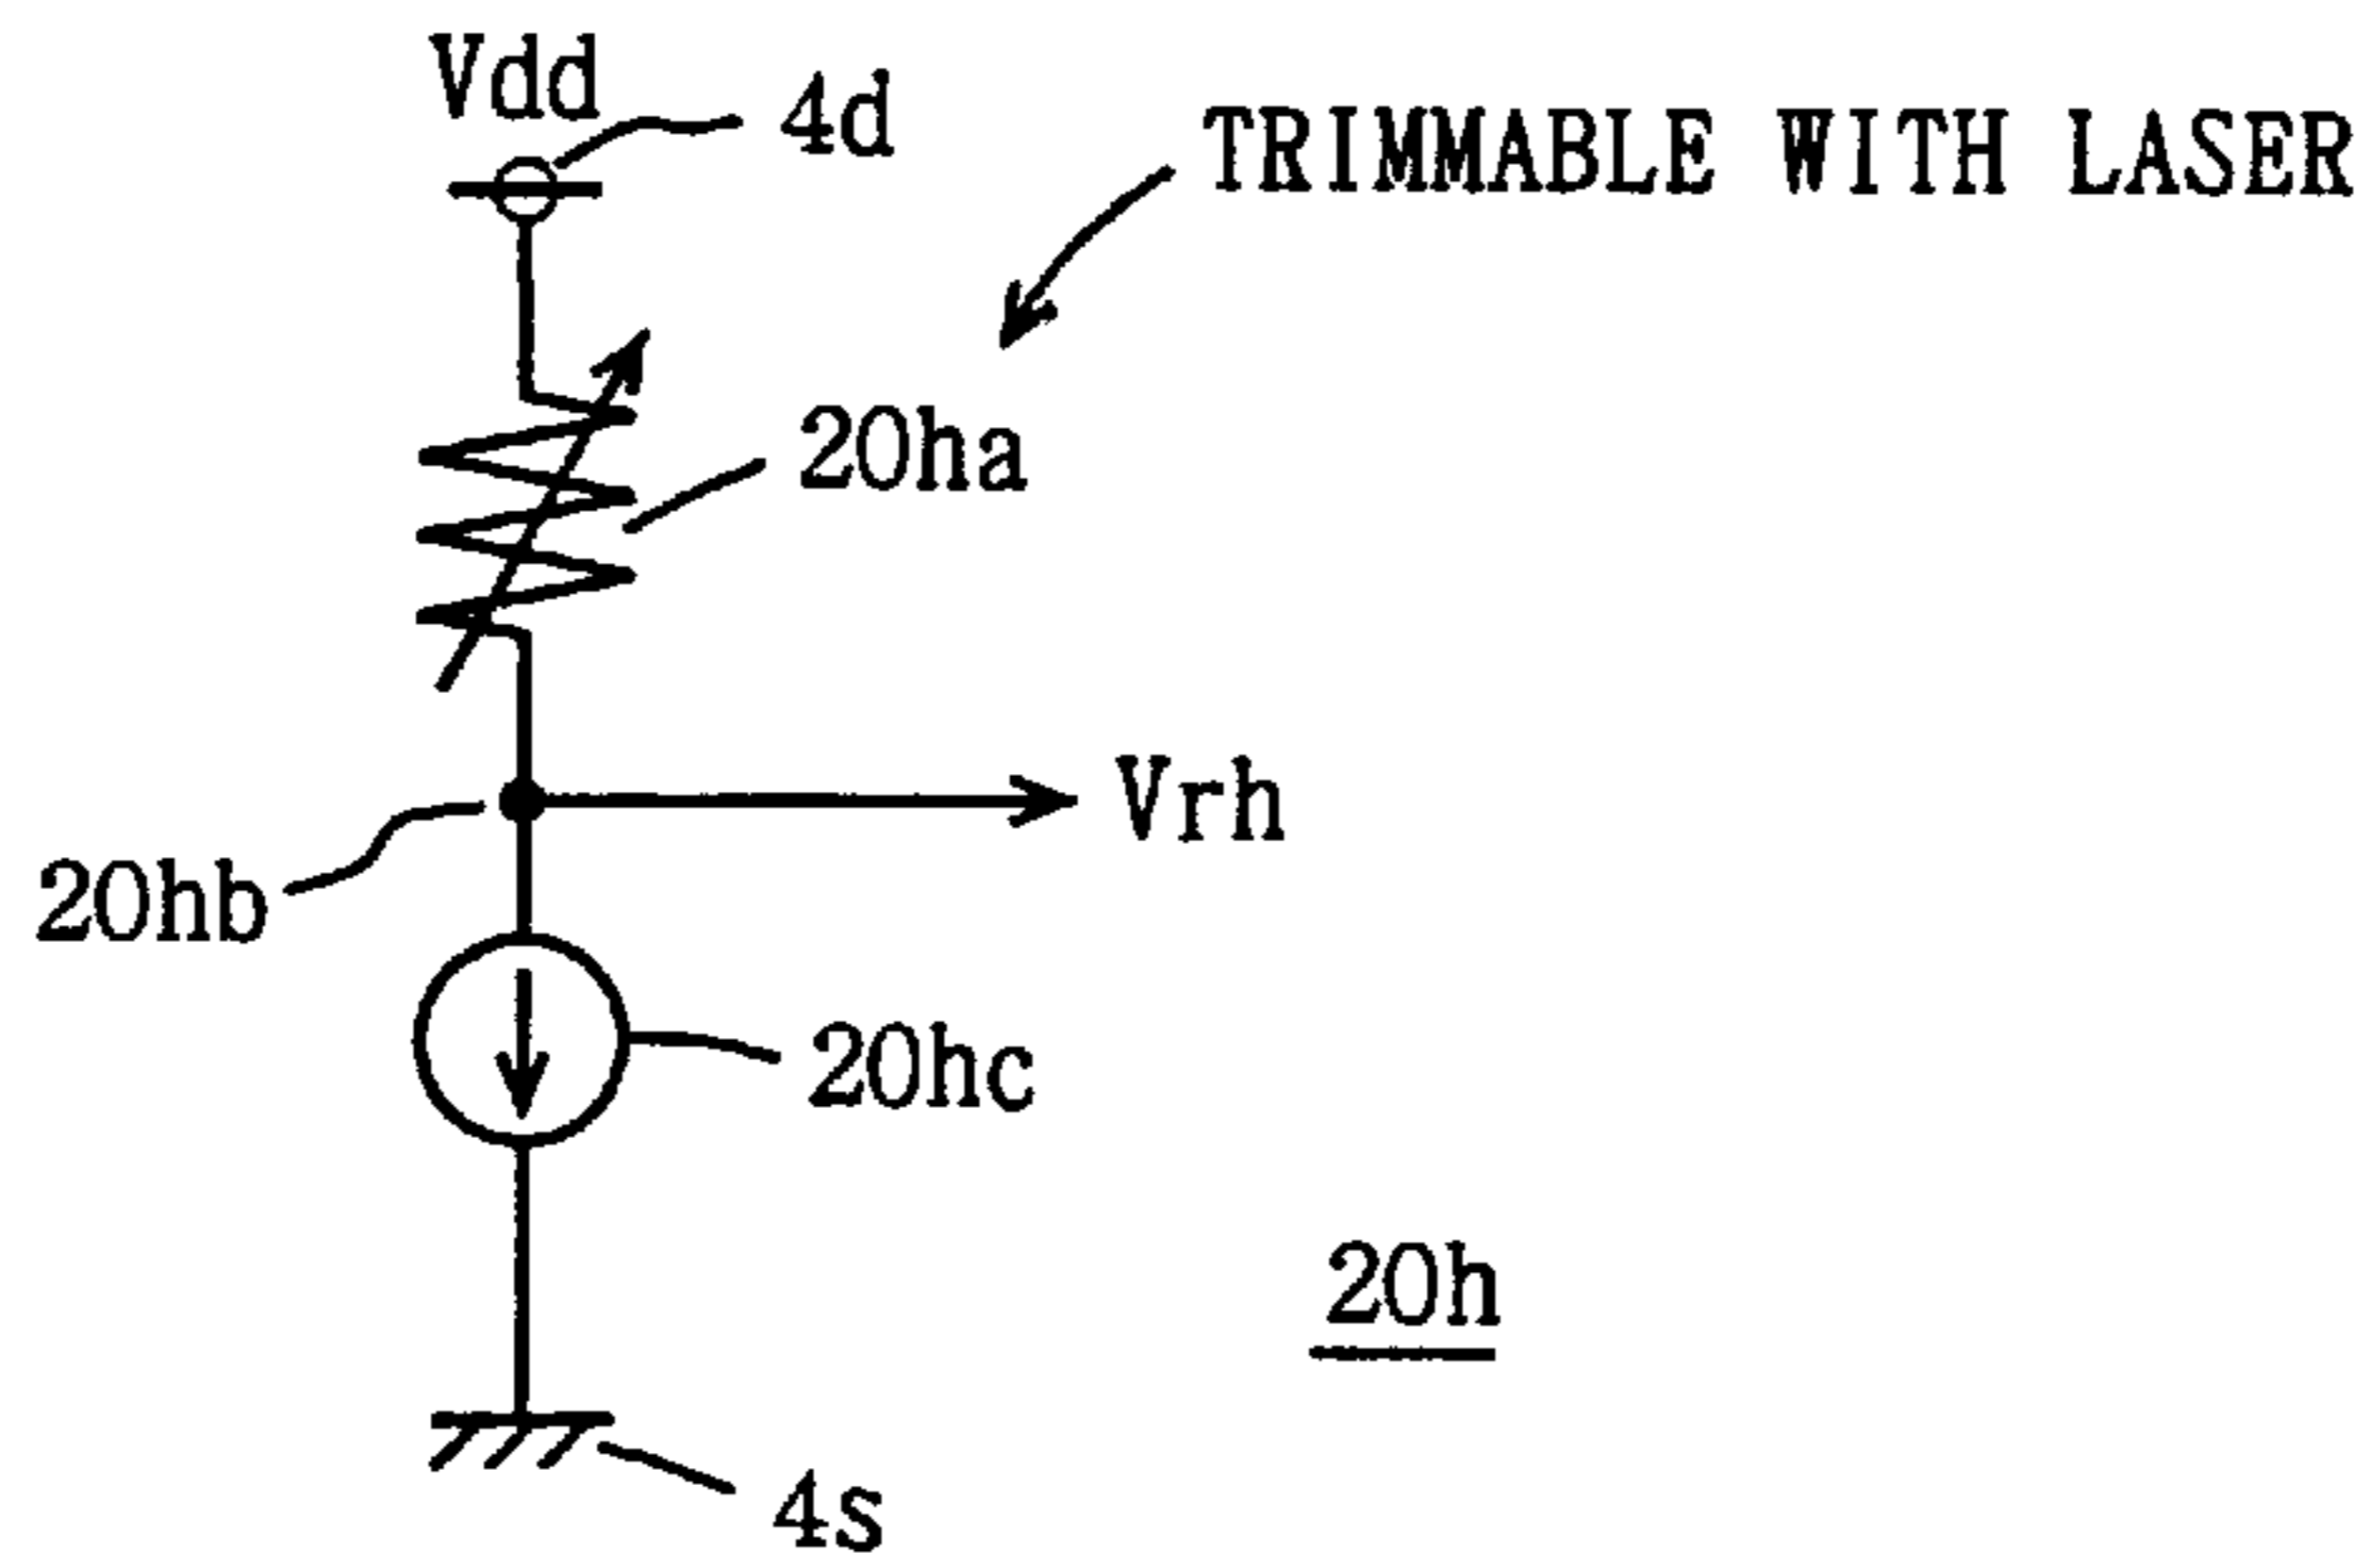 Vdd
4d
TRIMMABLE WITH LASER
20ha
Vrh
20hb
20hc
20h
4s